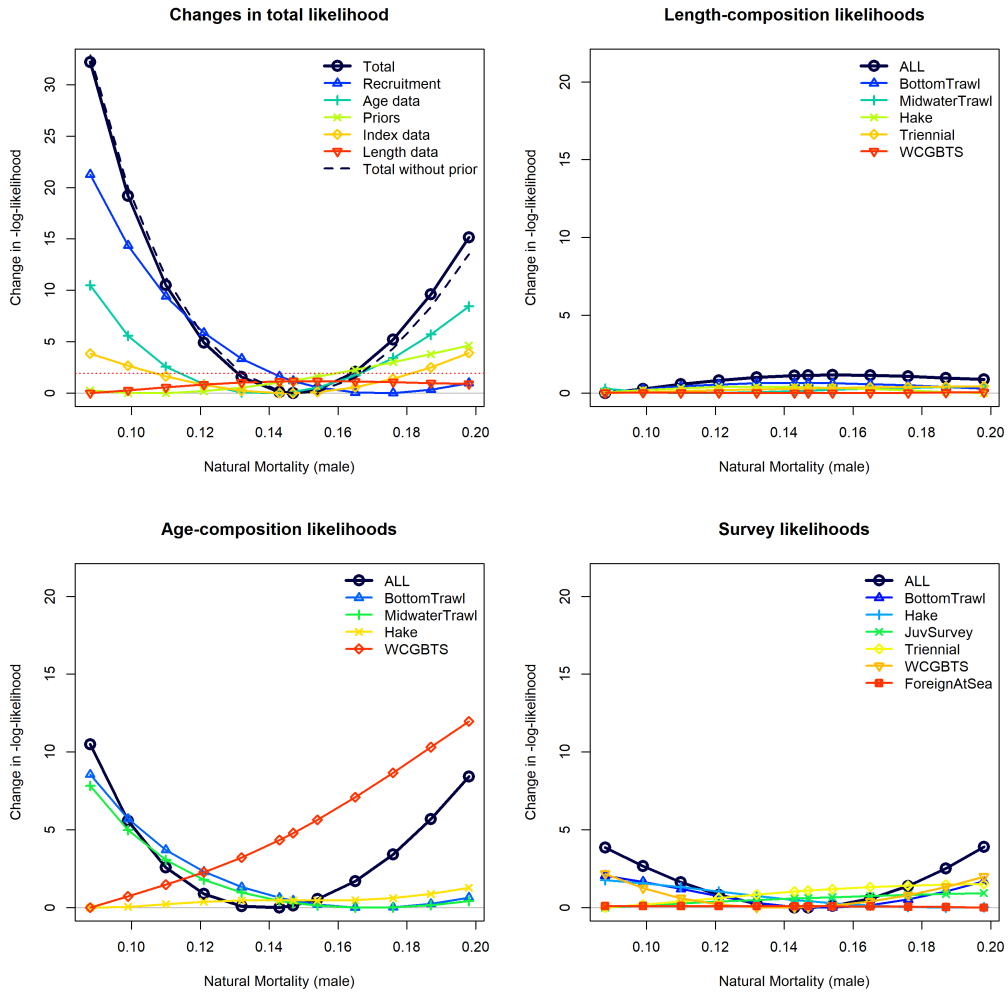 Changes in total likelihood
Change in -log-likelihood
30
25
20
15
10
5
0
Total
Recruitment
Age data
Priors
Index data
Length data
Total without prior
0.10 0.12 0.14 0.16 0.18 0.20
Natural Mortality (male)
Length-composition likelihoods
Change in -log-likelihood
20
15
10
5
0
ALL
BottomTrawl
MidwaterTrawl
Hake
Triennial
WCGBTS
0.10 0.12 0.14 0.16 0.18 0.20
Natural Mortality (male)
Age-composition likelihoods
Change in -log-likelihood
20
15
10
5
0
ALL
BottomTrawl
MidwaterTrawl
Hake
WCGBTS
0.10 0.12 0.14 0.16 0.18 0.20
Natural Mortality (male)
Survey likelihoods
Change in -log-likelihood
20
15
10
5
0
ALL
BottomTrawl
Hake
JuvSurvey
Triennial
WCGBTS
ForeignAtSea
0.10 0.12 0.14 0.16 0.18 0.20
Natural Mortality (male)